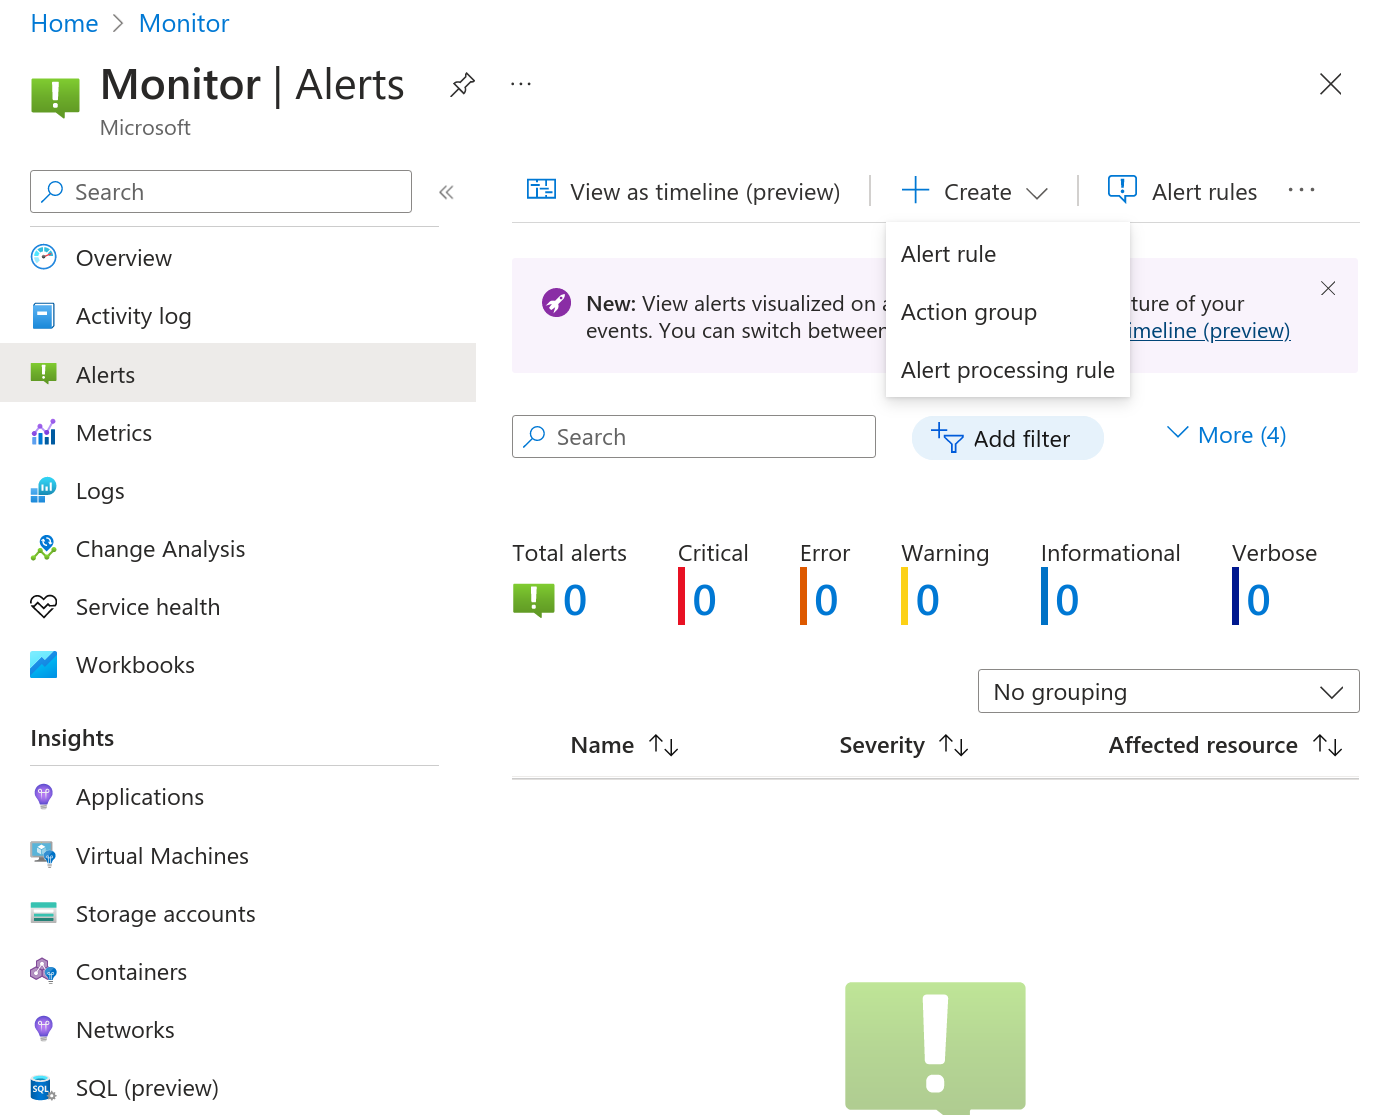 Home > Monitor
Monitor | Alerts ...
Microsoft
Search «
Overview
Activity log
Alerts
Metrics
Logs
Change Analysis
Service health
Workbooks
Insights
Applications
Virtual Machines
Storage accounts
Containers
Networks
SQL (preview)
View as timeline (preview) Create Alert rules ...
Alert rule
Action group
Alert processing rule
New: View alerts visualized on ture of your
events. You can switch between imeline (preview)
Search Add filter More (4)
Total alerts Critical Error Warning Informational Verbose
0 0 0 0 0 0
No grouping
Name Severity Affected resource